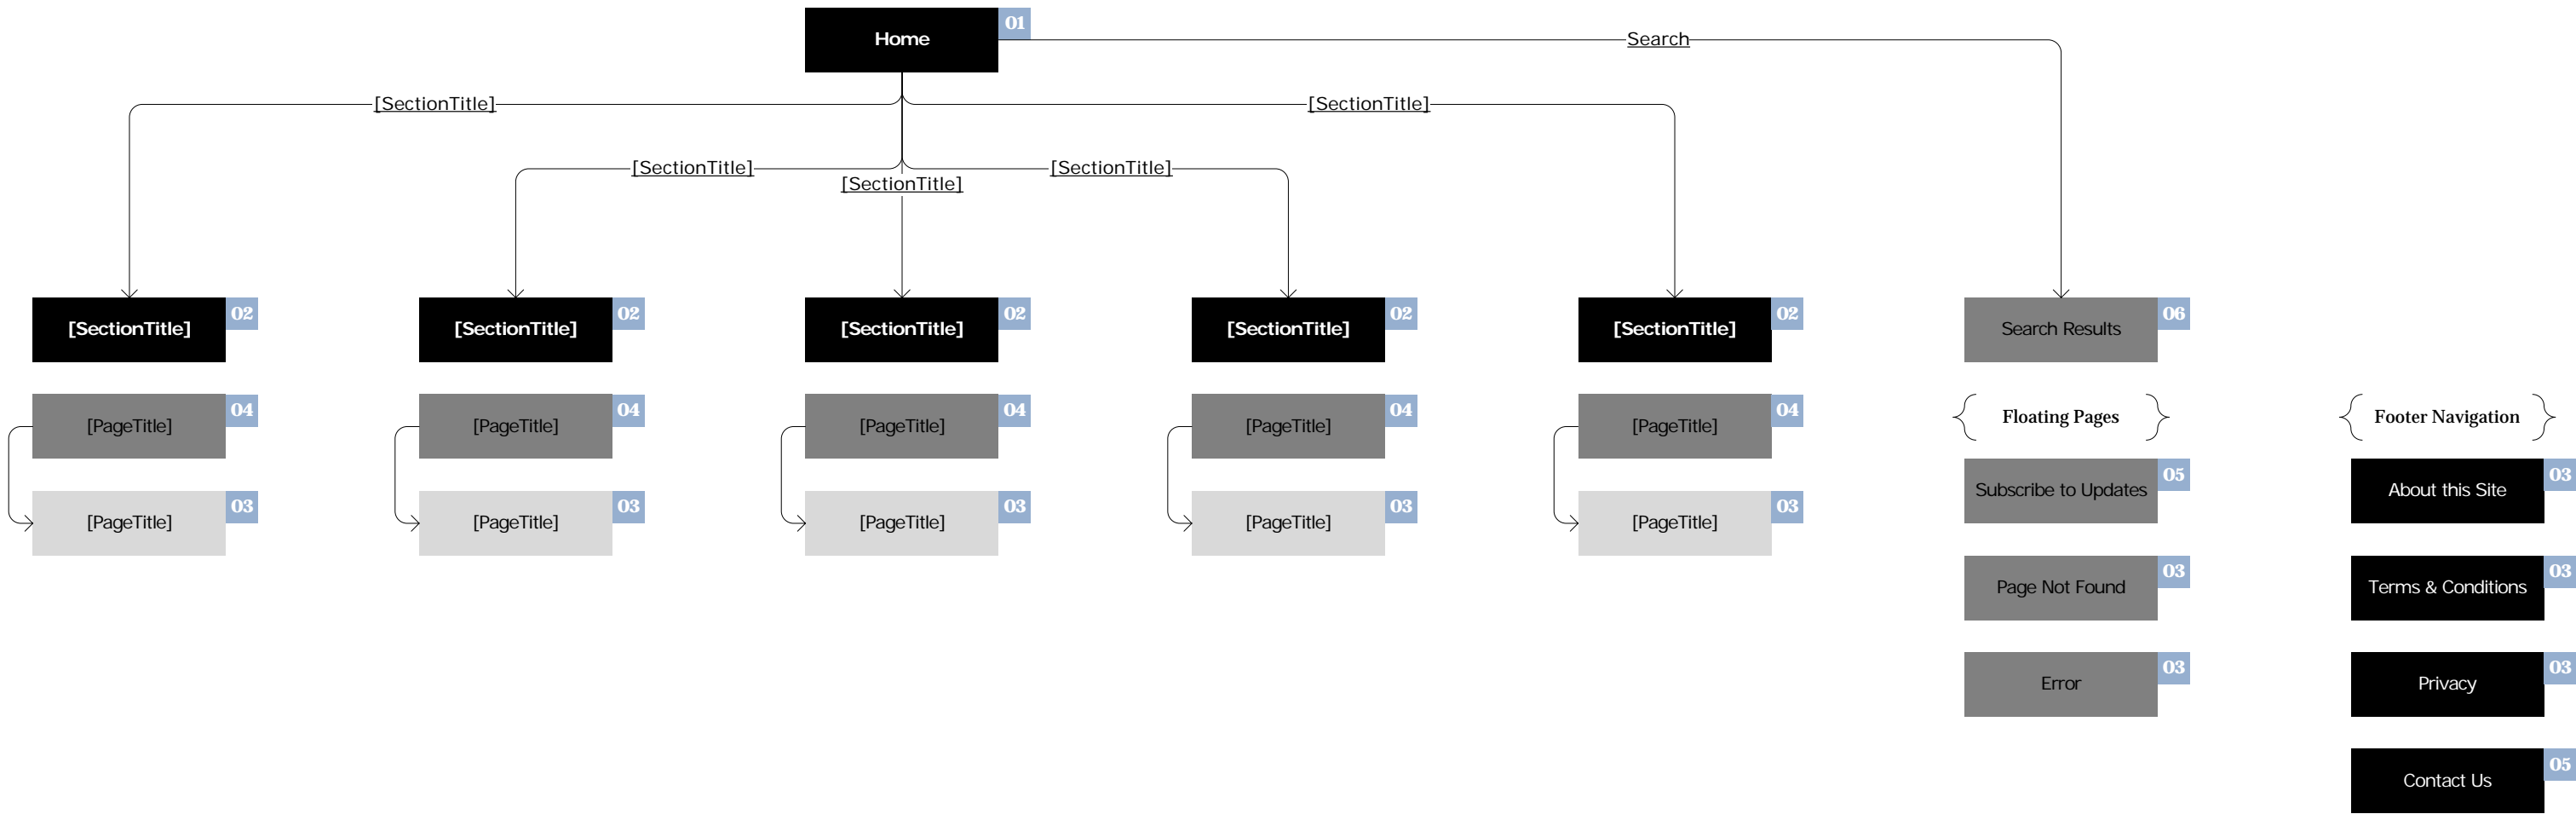 Home
01
Search
[SectionTitle]
[SectionTitle]
[SectionTitle]
[SectionTitle]
[SectionTitle]
[SectionTitle]
02
[SectionTitle]
02
[SectionTitle]
02
[SectionTitle]
02
[SectionTitle]
02
Search Results
06
[PageTitle]
04
[PageTitle]
04
[PageTitle]
04
[PageTitle]
04
[PageTitle]
04
Floating Pages
Footer Navigation
[PageTitle]
03
[PageTitle]
03
[PageTitle]
03
[PageTitle]
03
[PageTitle]
03
Subscribe to Updates
05
About this Site
03
Page Not Found
03
Terms & Conditions
03
Error
03
Privacy
03
Contact Us
05